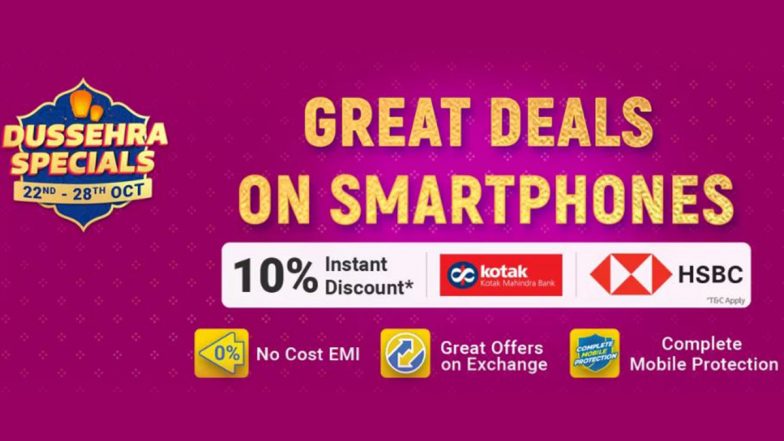 DUSSEHRA
SPECIALS
22ND - 28TH OCT
GREAT DEALS
ON SMARTPHONES
10% Instant
Discount*
kotak
Kotak Mahindra Bank
HSBC
*T&C Apply
0%
No Cost EMI
Great Offers
on Exchange
COMPLETE
MOBILE
PROTECTION
Complete
Mobile Protection